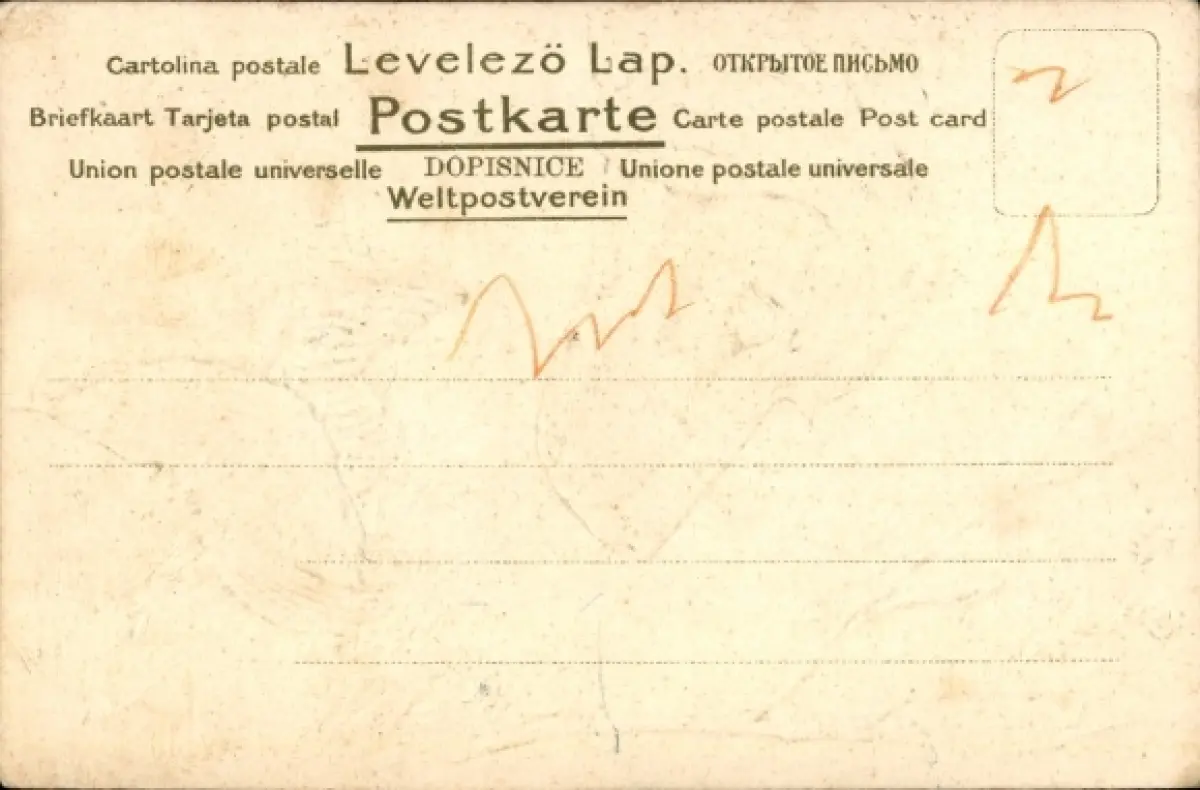 Cartolina postale Levelező Lap. ОТКРЫТОЕ ПИСЬМО
Briefkaart Tarjeta postal Postkarte Carte postale Post card
Union postale universelle DOPISNICE Unione postale universale
Weltpostverein